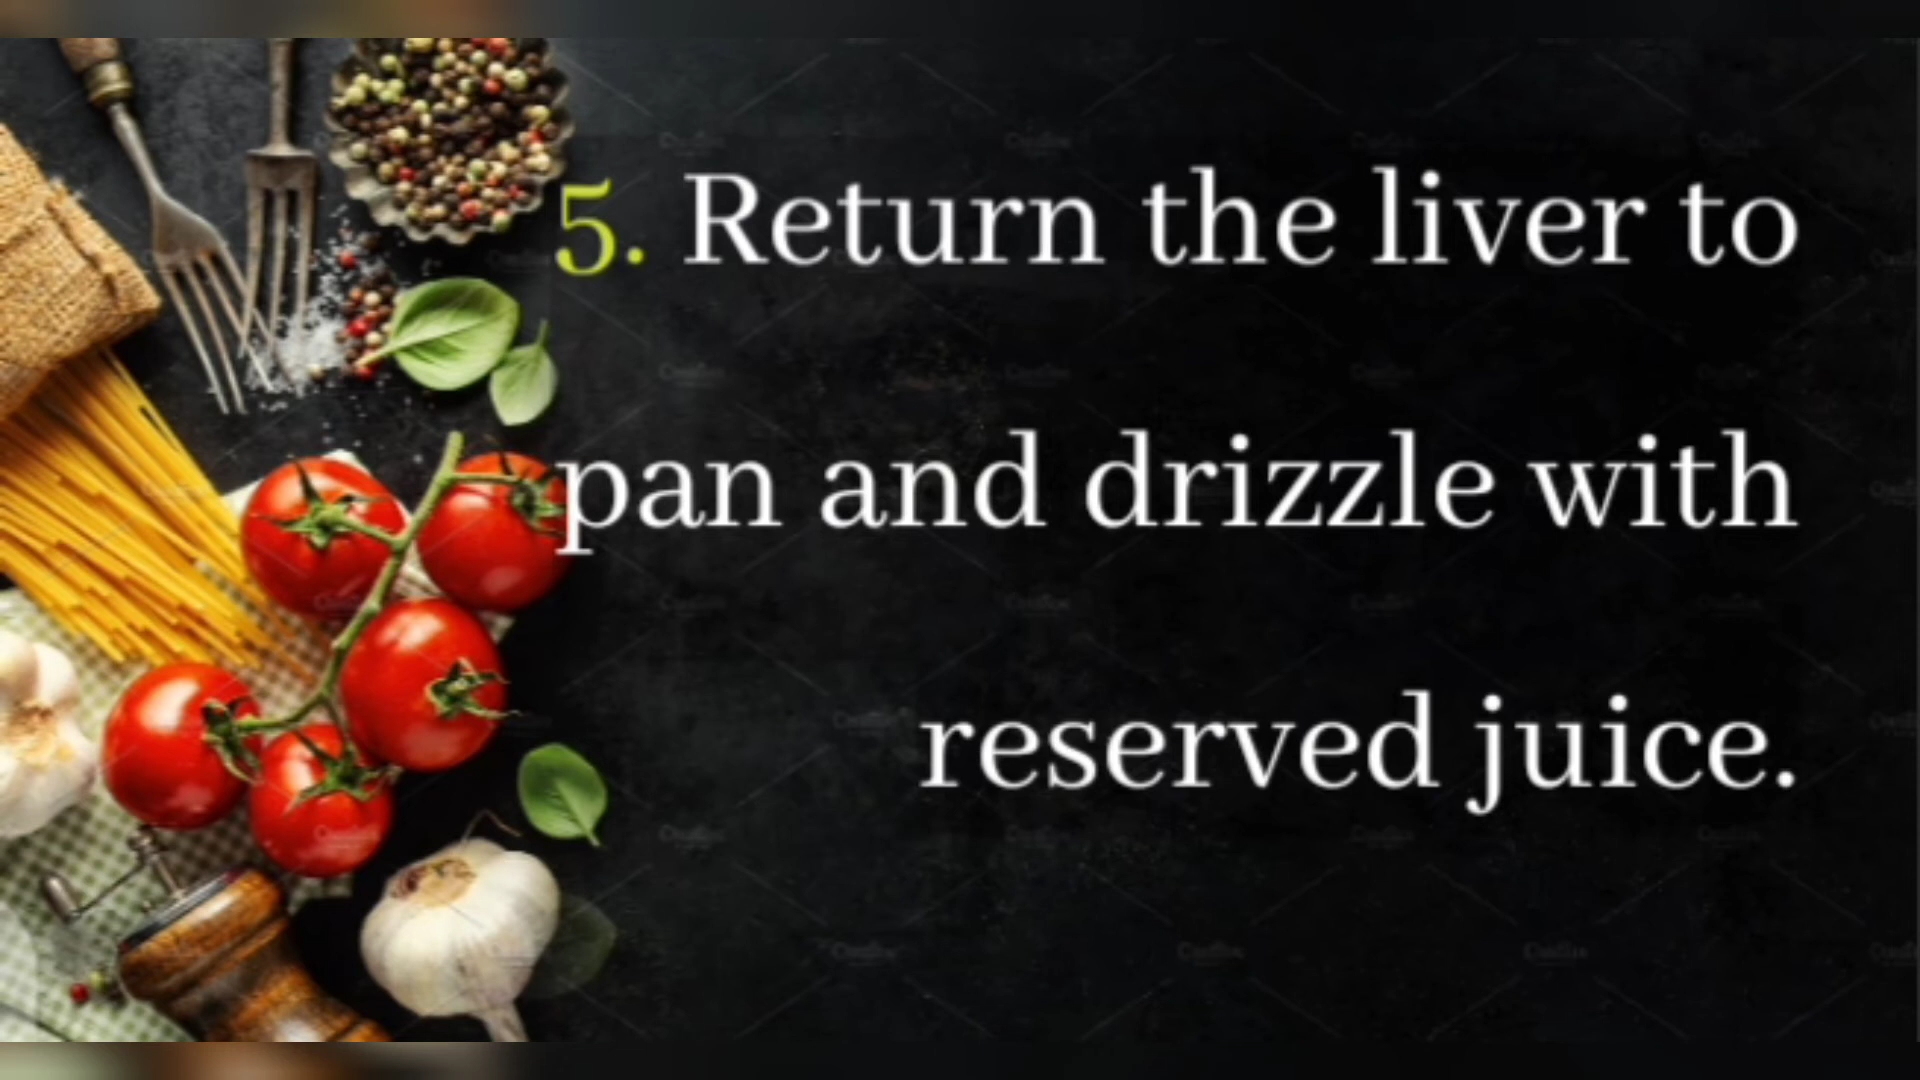 5. Return the liver to
pan and drizzle with
reserved juice.